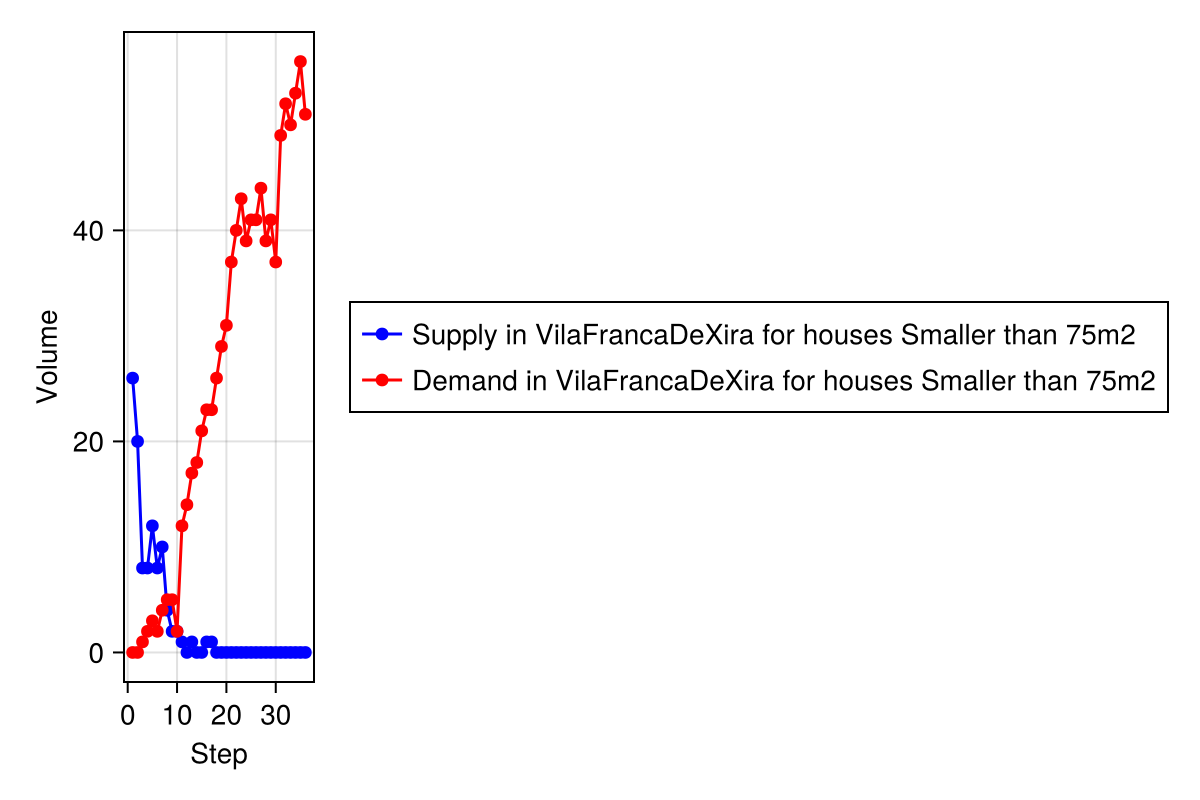 Volume
40
20
0
0 10 20 30
Step
Supply in VilaFrancaDeXira for houses Smaller than 75m2
Demand in VilaFrancaDeXira for houses Smaller than 75m2